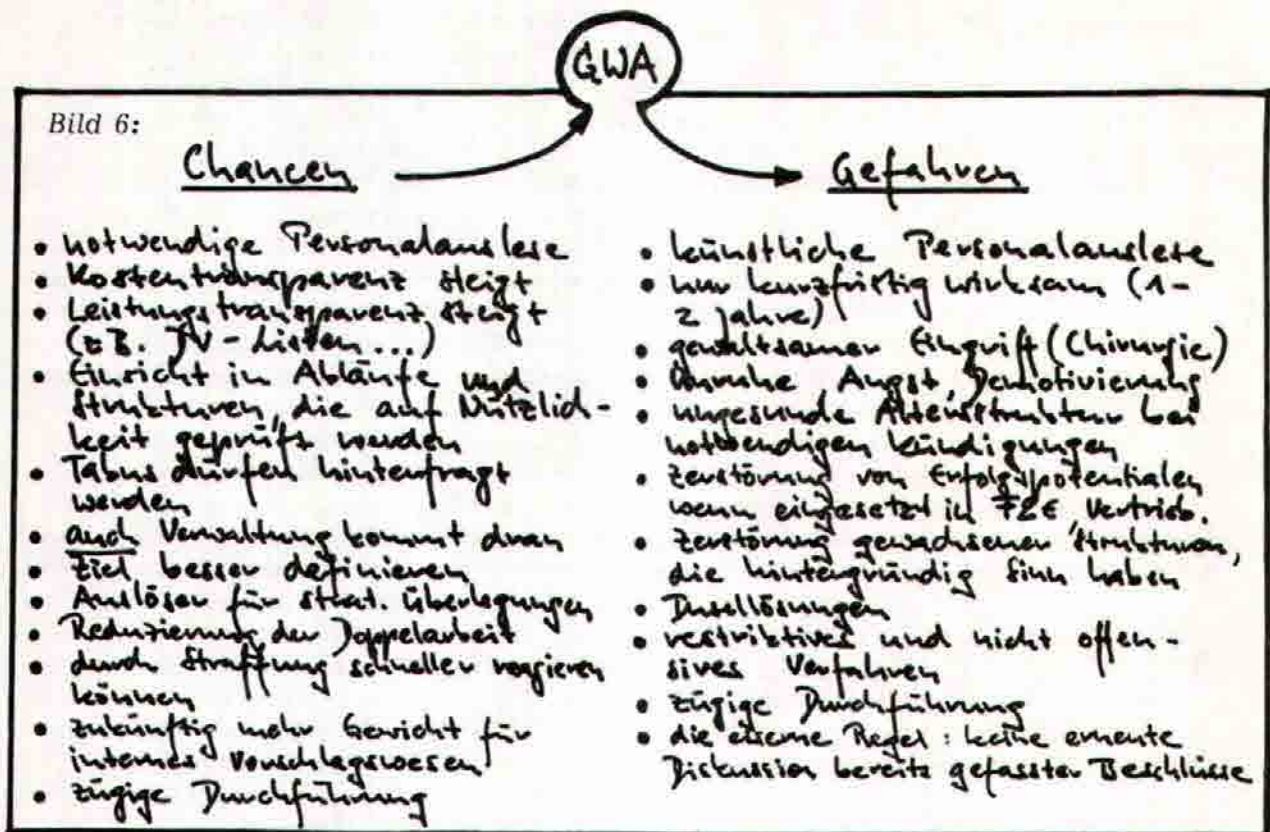 GWA
Bild 6:
Chancen
• notwendige Personalauslese
• Kostentransparenz steigt
• Leistungstransparenz steigt
(z.B. JV-Listen...)
• Einsicht in Abläufe und
Strukturen, die auf Nützlich-
keit geprüft werden
• Tabus dürfen hinterfragt
werden
• auch Verwaltung kommt dran
• Ziel besser definieren
• Auslöser für strat. Überlegungen
• Reduzierung der Doppelarbeit
• durch Straffung schneller reagieren
können
• zukünftig mehr Gewicht für
internes Vorschlagswesen
• zügige Durchführung
Gefahren
• künstliche Personalauslese
• nur kurzfristig wirksam (1-
2 Jahre)
• gewaltsamer Eingriff (Chirurgie)
• Unruhe, Angst, Demotivierung
• ungesunde Altersstruktur bei
notwendigen Kündigungen
• Zerstörung von Erfolgspotentialen
wenn eingesetzt in F&E, Vertrieb.
• Zerstörung gewachsener Strukturen,
die hintergründig Sinn haben
• Insellösungen
• restriktives und nicht offen-
sives Verfahren
• zügige Durchführung
• die eiserne Regel: keine erneute
Diskussion bereits gefasster Beschlüsse